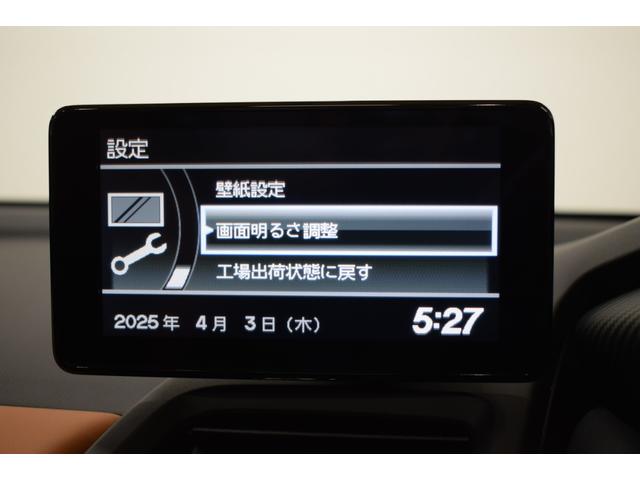 設定
壁紙設定
画面明るさ調整
工場出荷状態に戻す
2025年 4月 3日（木） 5:27